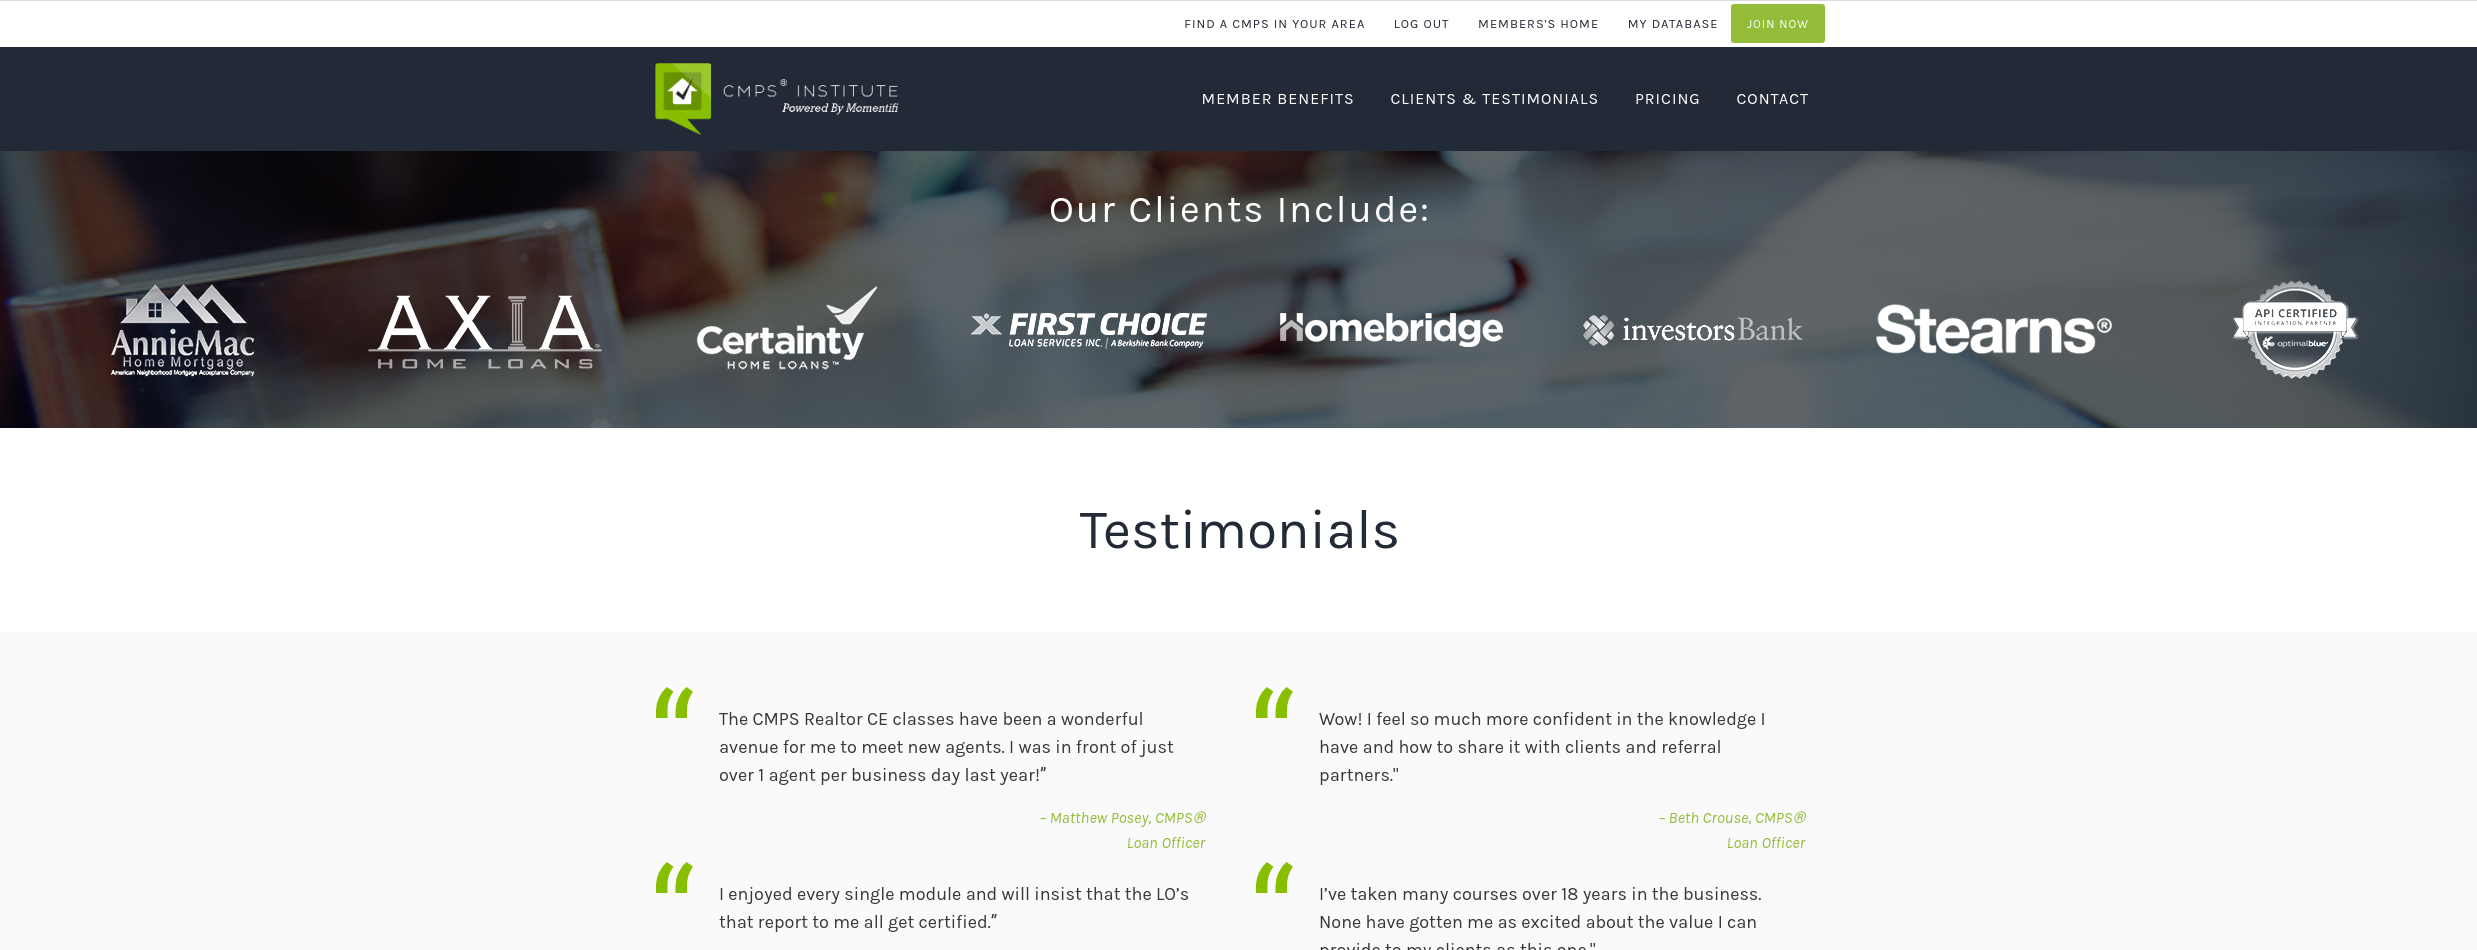 FIND A CMPS IN YOUR AREA LOG OUT MEMBERS'S HOME MY DATABASE JOIN NOW
CMPS® INSTITUTE
Powered By Momentifi
MEMBER BENEFITS CLIENTS & TESTIMONIALS PRICING CONTACT
Our Clients Include:
AnnieMac
Home Mortgage
American Neighborhood Mortgage Acceptance Company
AXIA
HOME LOANS
Certainty
HOME LOANS™
FIRST CHOICE
LOAN SERVICES INC. | A Berkshire Bank Company
Homebridge
investorsBank
Stearns®
API CERTIFIED
INTEGRATION PARTNER
optimalblue
Testimonials
“
The CMPS Realtor CE classes have been a wonderful
avenue for me to meet new agents. I was in front of just
over 1 agent per business day last year!”
– Matthew Posey, CMPS®
Loan Officer
“
Wow! I feel so much more confident in the knowledge I
have and how to share it with clients and referral
partners."
– Beth Crouse, CMPS®
Loan Officer
“
I enjoyed every single module and will insist that the LO’s
that report to me all get certified.”
“
I’ve taken many courses over 18 years in the business.
None have gotten me as excited about the value I can
provide to my clients as this one."